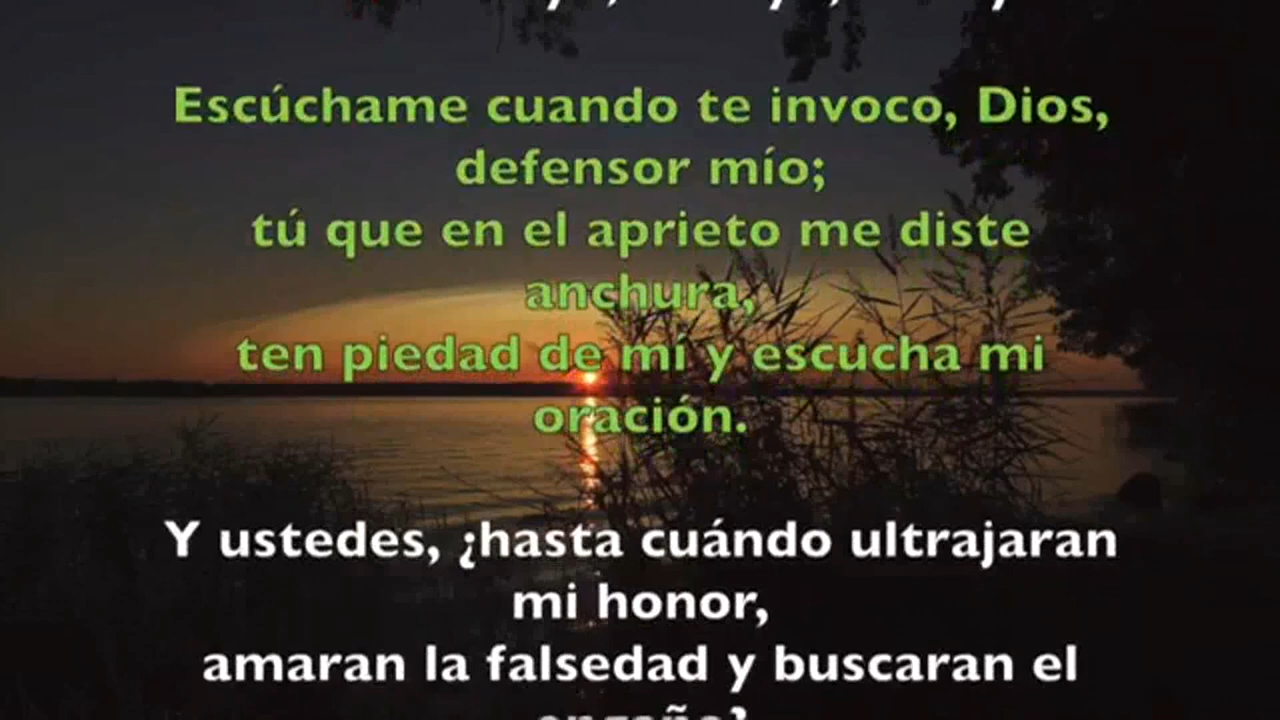 Escúchame cuando te invoco, Dios,
defensor mío;
tú que en el aprieto me diste
anchura,
ten piedad de mí y escucha mi
oración.
Y ustedes, ¿hasta cuándo ultrajaran
mi honor,
amaran la falsedad y buscaran el